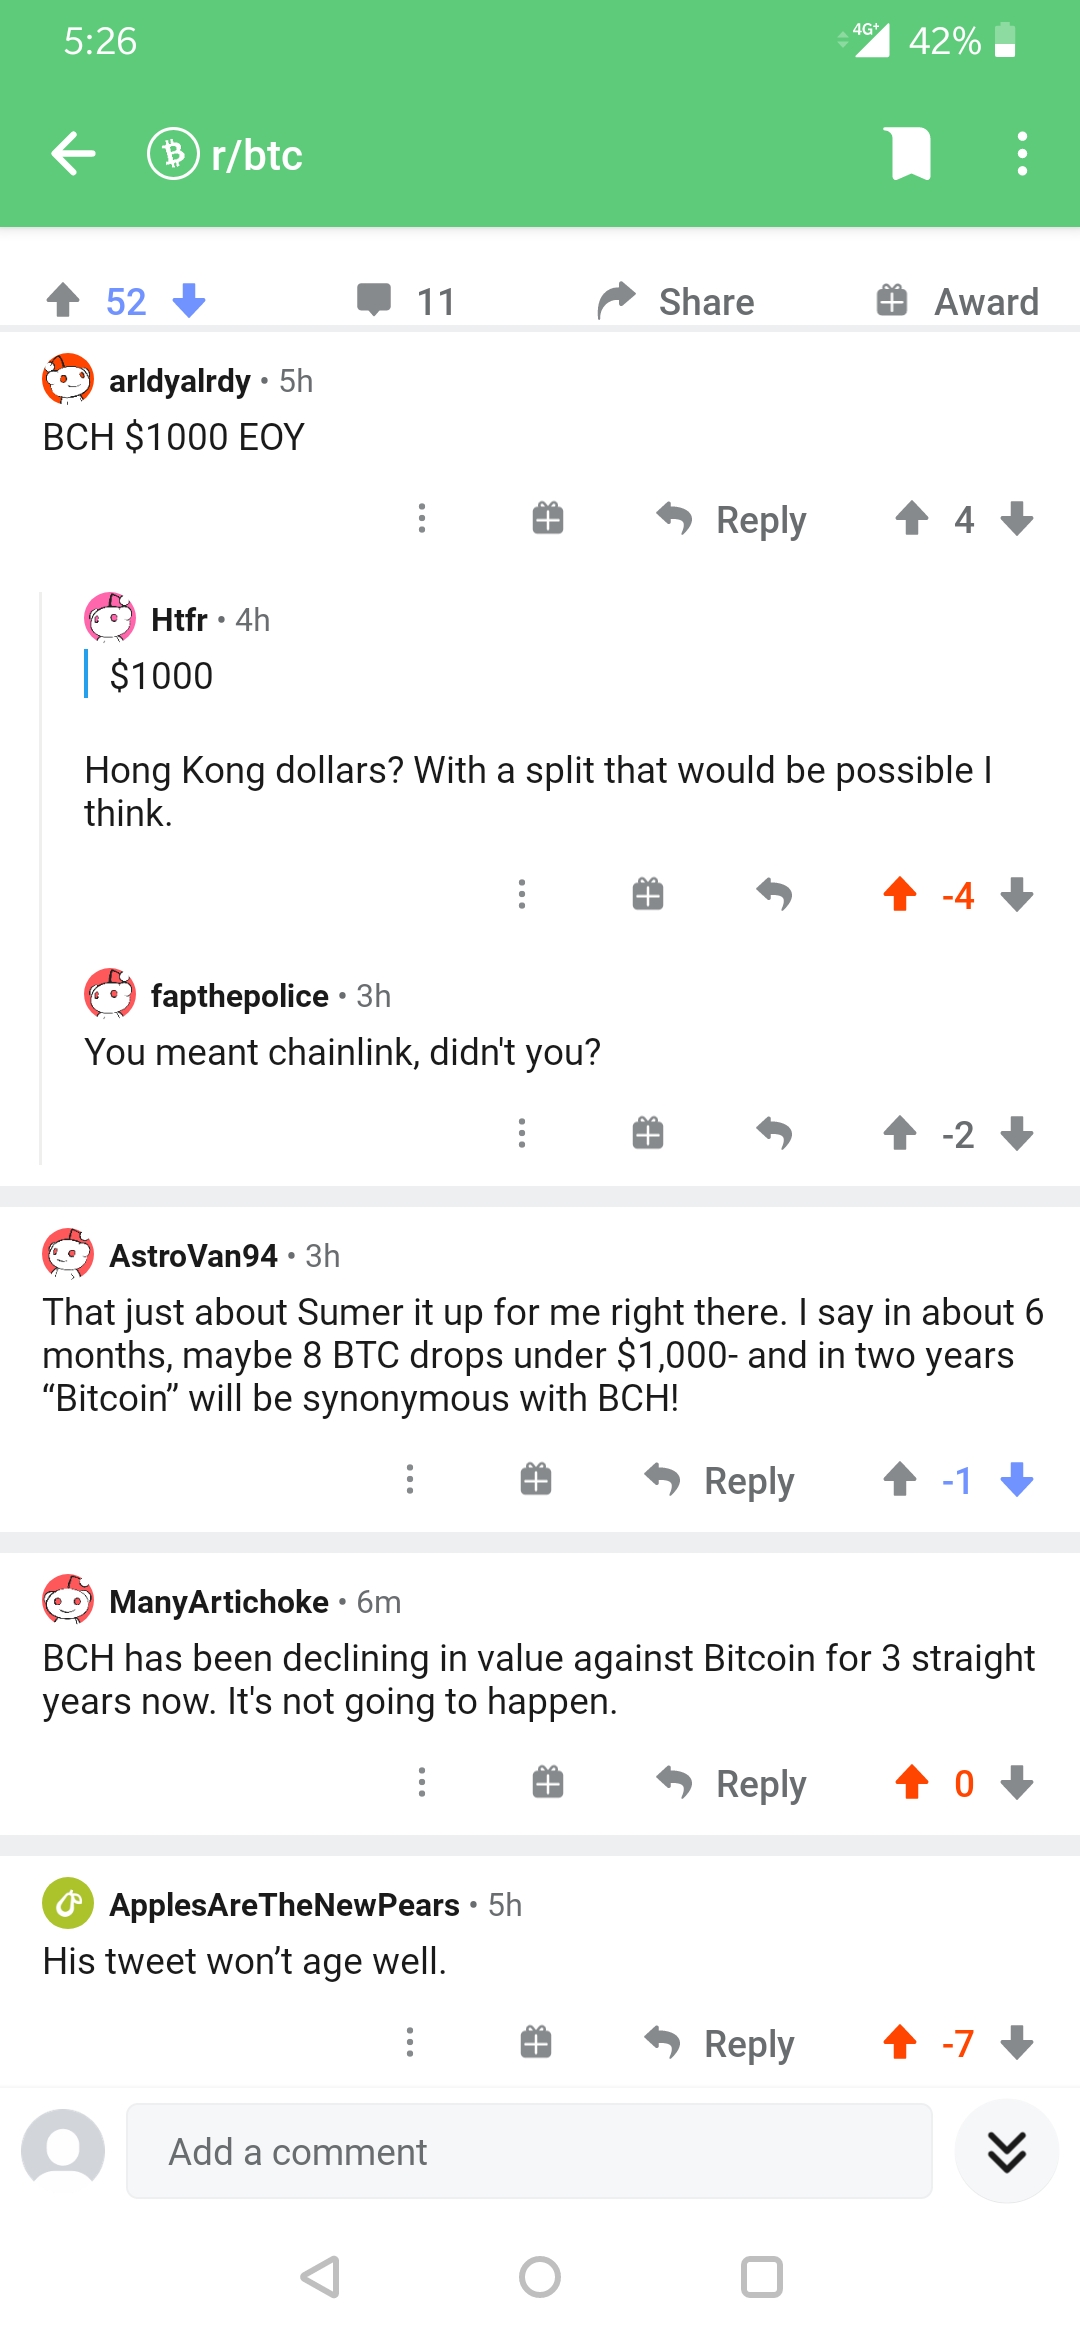 5:26
4G+ 42%
r/btc
52 11 Share Award
arldyalrdy • 5h
BCH $1000 EOY
Reply 4
Htfr • 4h
$1000
Hong Kong dollars? With a split that would be possible I
think.
-4
fapthepolice • 3h
You meant chainlink, didn't you?
-2
AstroVan94 • 3h
That just about Sumer it up for me right there. I say in about 6
months, maybe 8 BTC drops under $1,000- and in two years
“Bitcoin” will be synonymous with BCH!
Reply -1
ManyArtichoke • 6m
BCH has been declining in value against Bitcoin for 3 straight
years now. It's not going to happen.
Reply 0
ApplesAreTheNewPears • 5h
His tweet won’t age well.
Reply -7
Add a comment